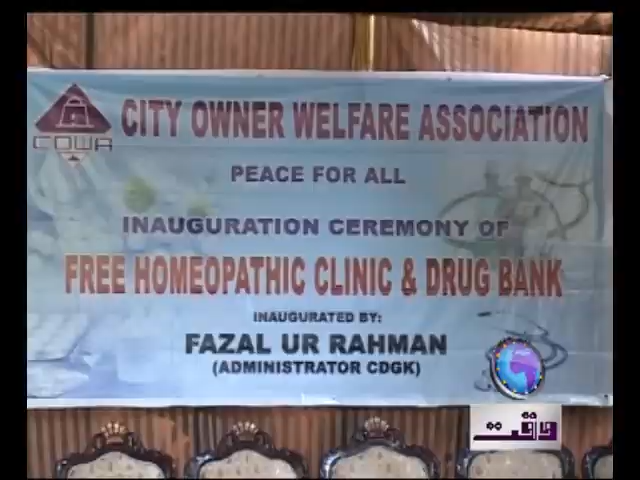 CITY OWNER WELFARE ASSOCIATION
COWA
PEACE FOR ALL
INAUGURATION CEREMONY OF
FREE HOMEOPATHIC CLINIC & DRUG BANK
INAUGURATED BY:
FAZAL UR RAHMAN
(ADMINISTRATOR CDGK)
وقت